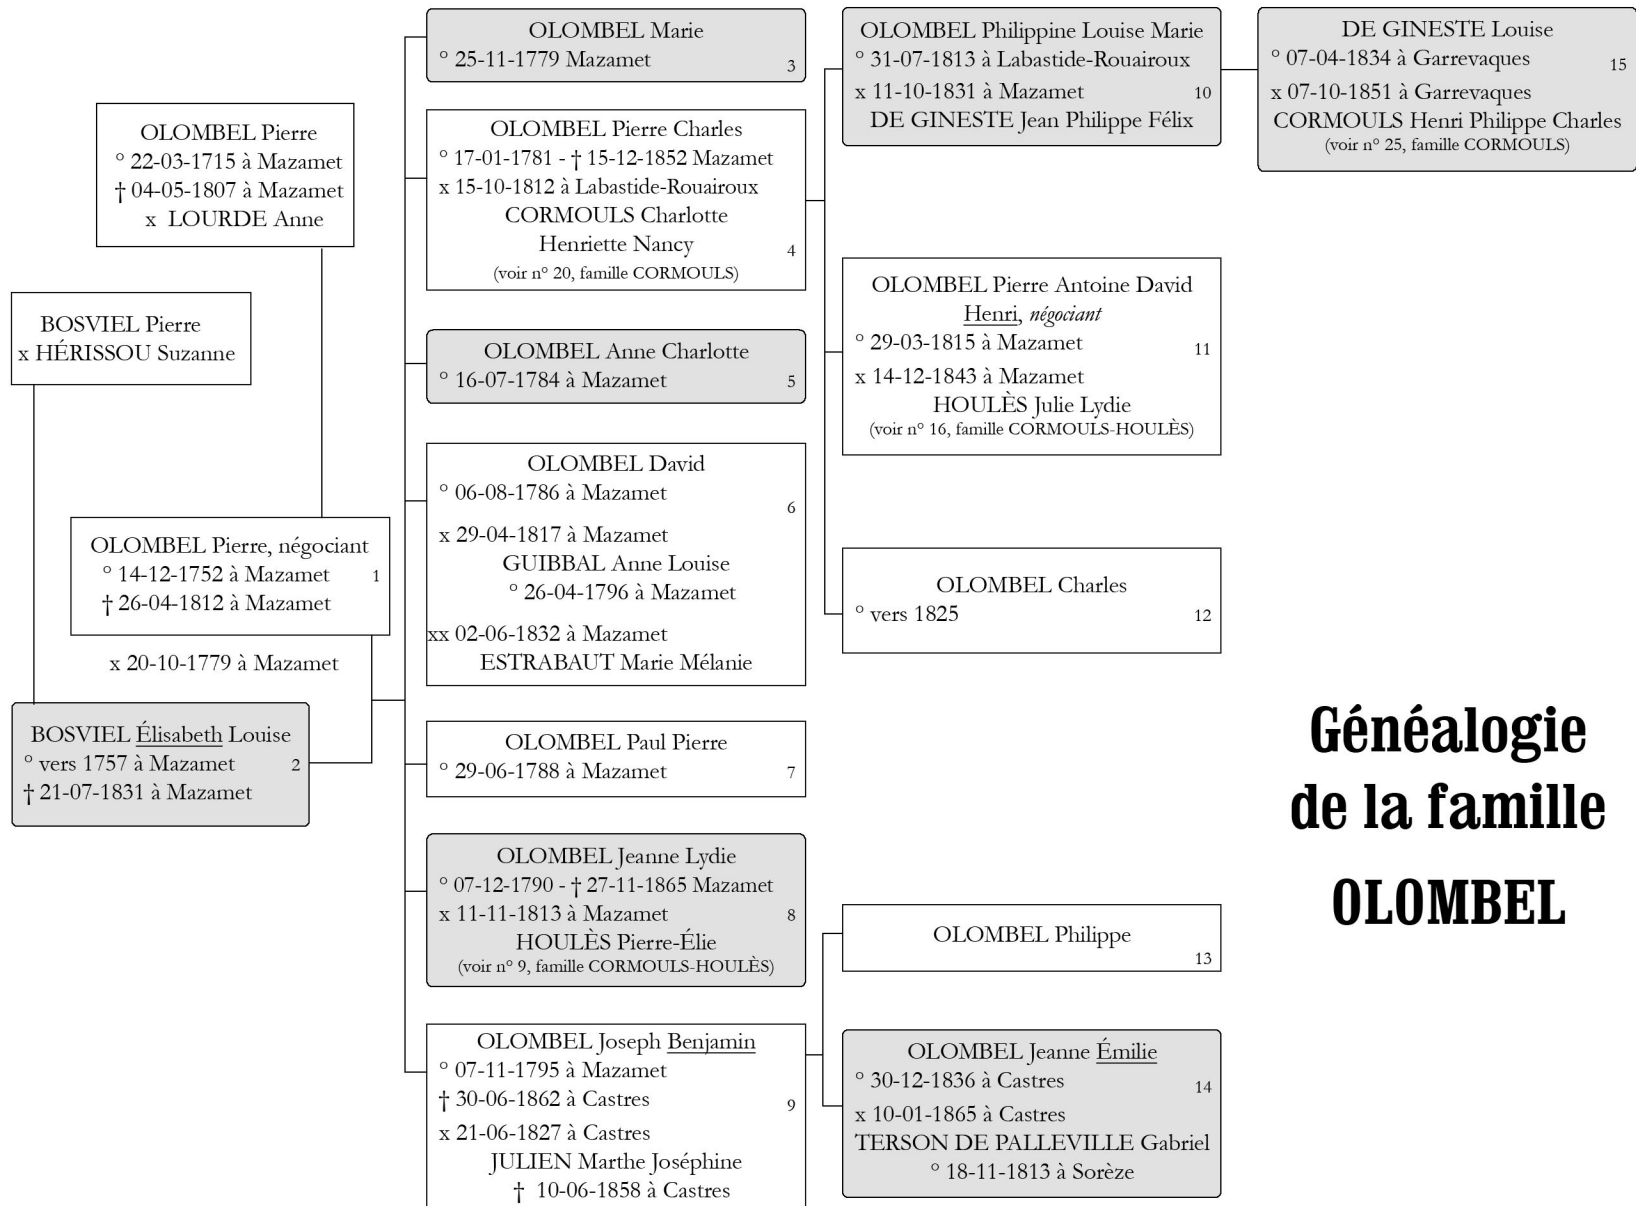 OLOMBEL Pierre
° 22-03-1715 à Mazamet
† 04-05-1807 à Mazamet
x LOURDE Anne
BOSVIEL Pierre
x HÉRISSOU Suzanne
OLOMBEL Pierre, négociant
° 14-12-1752 à Mazamet 1
† 26-04-1812 à Mazamet
x 20-10-1779 à Mazamet
BOSVIEL Élisabeth Louise
° vers 1757 à Mazamet 2
† 21-07-1831 à Mazamet
OLOMBEL Marie
° 25-11-1779 Mazamet 3
OLOMBEL Pierre Charles
° 17-01-1781 - † 15-12-1852 Mazamet
x 15-10-1812 à Labastide-Rouairoux
CORMOULS Charlotte
Henriette Nancy 4
(voir n° 20, famille CORMOULS)
OLOMBEL Anne Charlotte
° 16-07-1784 à Mazamet 5
OLOMBEL David
° 06-08-1786 à Mazamet 6
x 29-04-1817 à Mazamet
GUIBBAL Anne Louise
° 26-04-1796 à Mazamet
xx 02-06-1832 à Mazamet
ESTRABAUT Marie Mélanie
OLOMBEL Paul Pierre
° 29-06-1788 à Mazamet 7
OLOMBEL Jeanne Lydie
° 07-12-1790 - † 27-11-1865 Mazamet
x 11-11-1813 à Mazamet 8
HOULÈS Pierre-Élie
(voir n° 9, famille CORMOULS-HOULÈS)
OLOMBEL Joseph Benjamin
° 07-11-1795 à Mazamet
† 30-06-1862 à Castres 9
x 21-06-1827 à Castres
JULIEN Marthe Joséphine
† 10-06-1858 à Castres
OLOMBEL Philippine Louise Marie
° 31-07-1813 à Labastide-Rouairoux
x 11-10-1831 à Mazamet 10
DE GINESTE Jean Philippe Félix
OLOMBEL Pierre Antoine David
Henri, négociant
° 29-03-1815 à Mazamet 11
x 14-12-1843 à Mazamet
HOULÈS Julie Lydie
(voir n° 16, famille CORMOULS-HOULÈS)
OLOMBEL Charles
° vers 1825 12
OLOMBEL Philippe
13
OLOMBEL Jeanne Émilie
° 30-12-1836 à Castres 14
x 10-01-1865 à Castres
TERSON DE PALLEVILLE Gabriel
° 18-11-1813 à Sorèze
DE GINESTE Louise
° 07-04-1834 à Garrevaques 15
x 07-10-1851 à Garrevaques
CORMOULS Henri Philippe Charles
(voir n° 25, famille CORMOULS)
Généalogie
de la famille
OLOMBEL